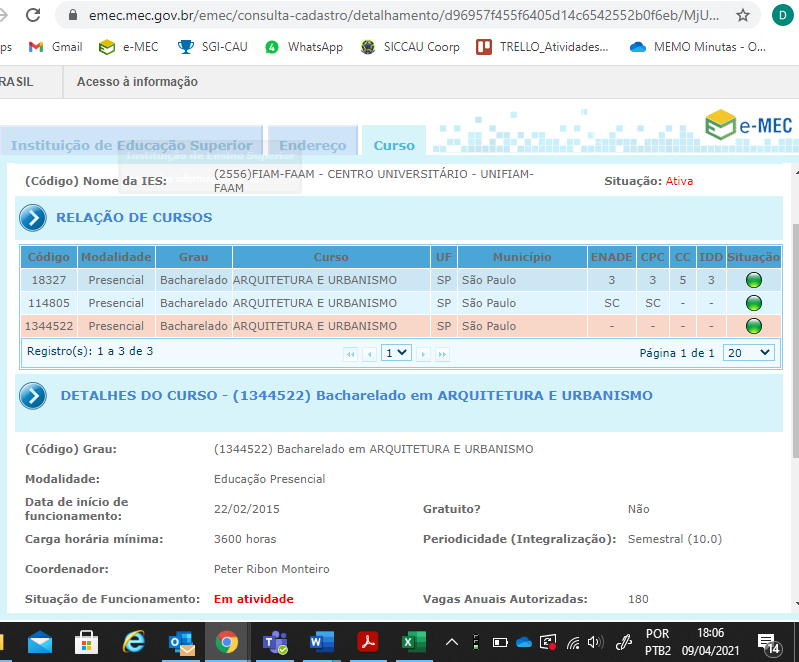 emec.mec.gov.br/emec/consulta-cadastro/detalhamento/d96957f455f6405d14c6542552b0f6eb/MjU...
D
ps Gmail e-MEC SGI-CAU 4 WhatsApp SICCAU Coorp TRELLO_Atividades... MEMO Minutas - O...
RASIL Acesso à informação
e-MEC
Instituição de Educação Superior Endereço Curso
Instituição de Ensino Superior
(Código) Nome da IES: (2556)FIAM-FAAM - CENTRO UNIVERSITÁRIO - UNIFIAM-FAAM Situação: Ativa
RELAÇÃO DE CURSOS
Código Modalidade Grau Curso UF Município ENADE CPC CC IDD Situação
18327 Presencial Bacharelado ARQUITETURA E URBANISMO SP São Paulo 3 3 5 3
114805 Presencial Bacharelado ARQUITETURA E URBANISMO SP São Paulo SC SC - -
1344522 Presencial Bacharelado ARQUITETURA E URBANISMO SP São Paulo - - - -
Registro(s): 1 a 3 de 3 1 Página 1 de 1 20
DETALHES DO CURSO - (1344522) Bacharelado em ARQUITETURA E URBANISMO
(Código) Grau: (1344522) Bacharelado em ARQUITETURA E URBANISMO
Modalidade: Educação Presencial
Data de início de funcionamento: 22/02/2015 Gratuito? Não
Carga horária mínima: 3600 horas Periodicidade (Integralização): Semestral (10.0)
Coordenador: Peter Ribon Monteiro
Situação de Funcionamento: Em atividade Vagas Anuais Autorizadas: 180
POR 18:06
PTB2 09/04/2021 14